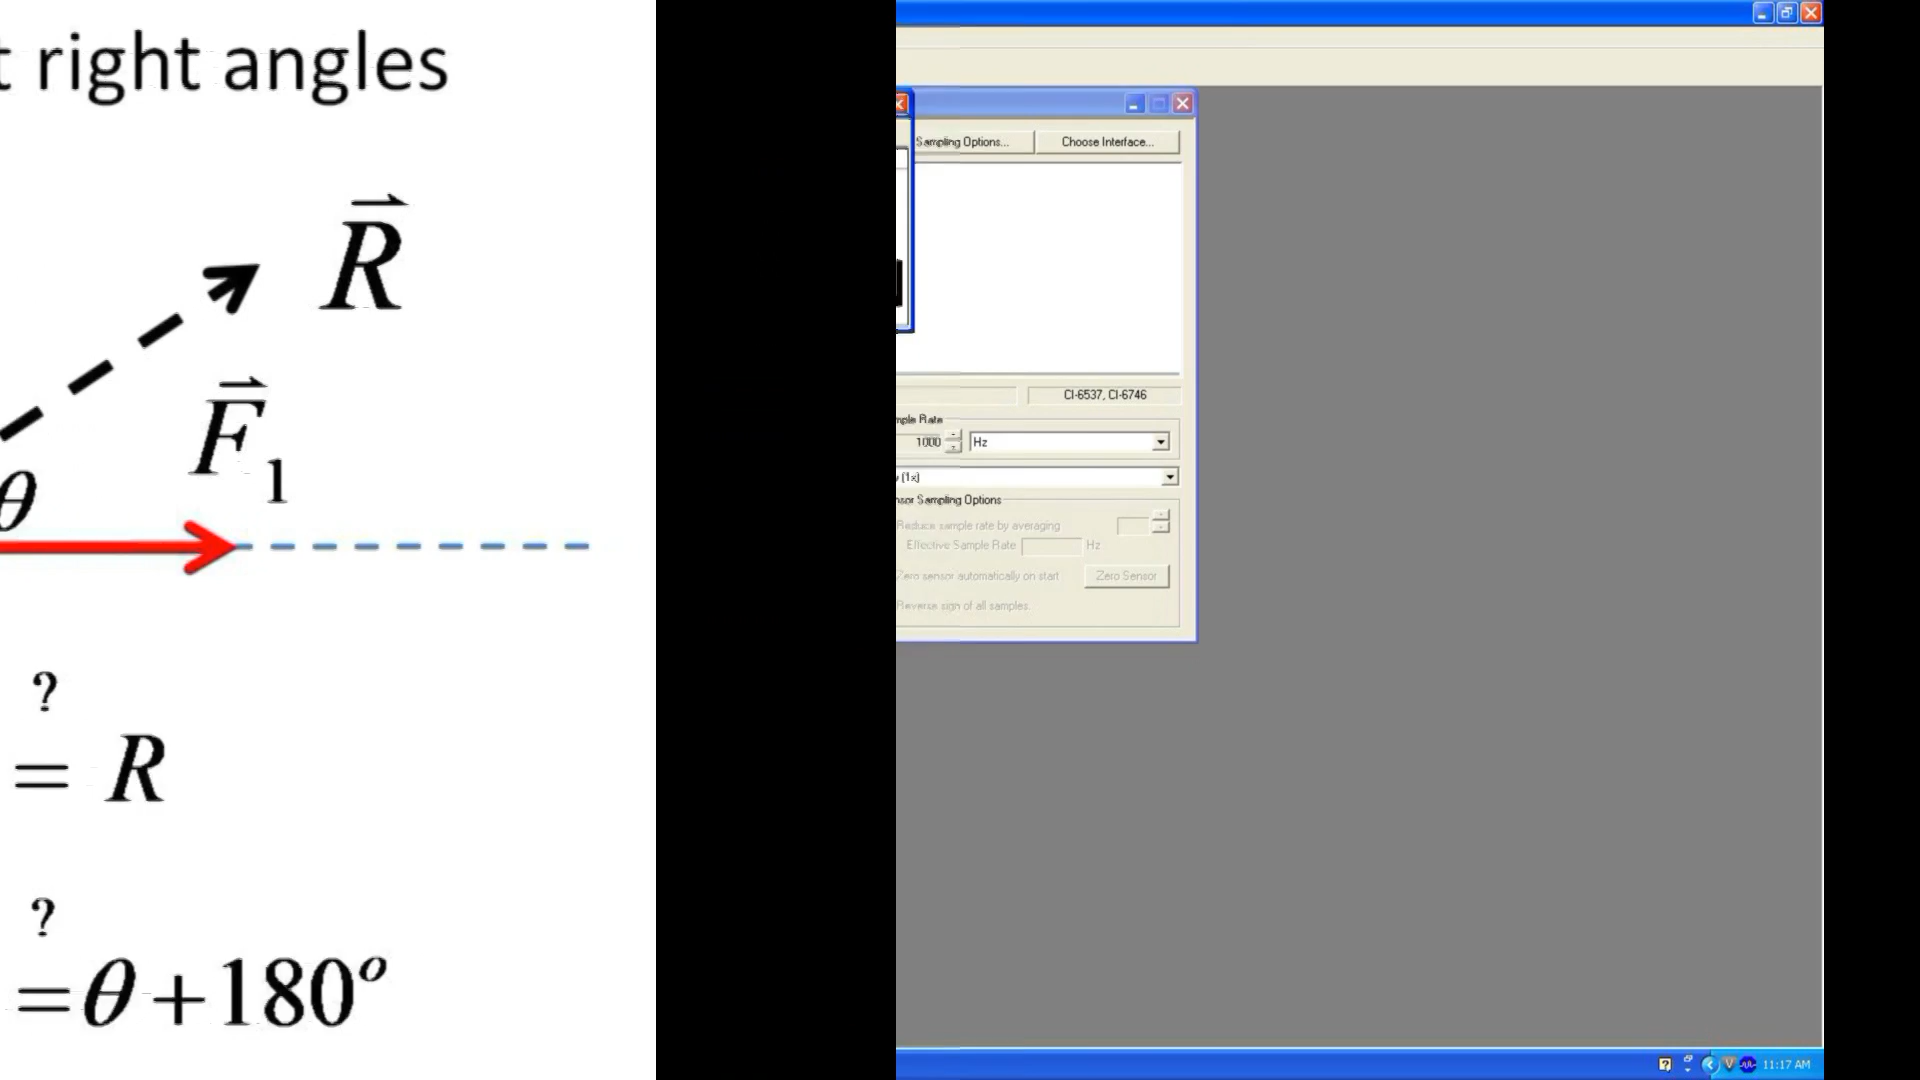 t right angles
R
F
1
θ
?
= R
?
=θ+180º
Sampling Options...
Choose Interface...
CI-6537, CI-6746
mple Rate
1000
Hz
(1x)
nsor Sampling Options
Reduce sample rate by averaging
Effective Sample Rate
Hz
Zero sensor automatically on start
Zero Sensor
Reverse sign of all samples.
11:17 AM